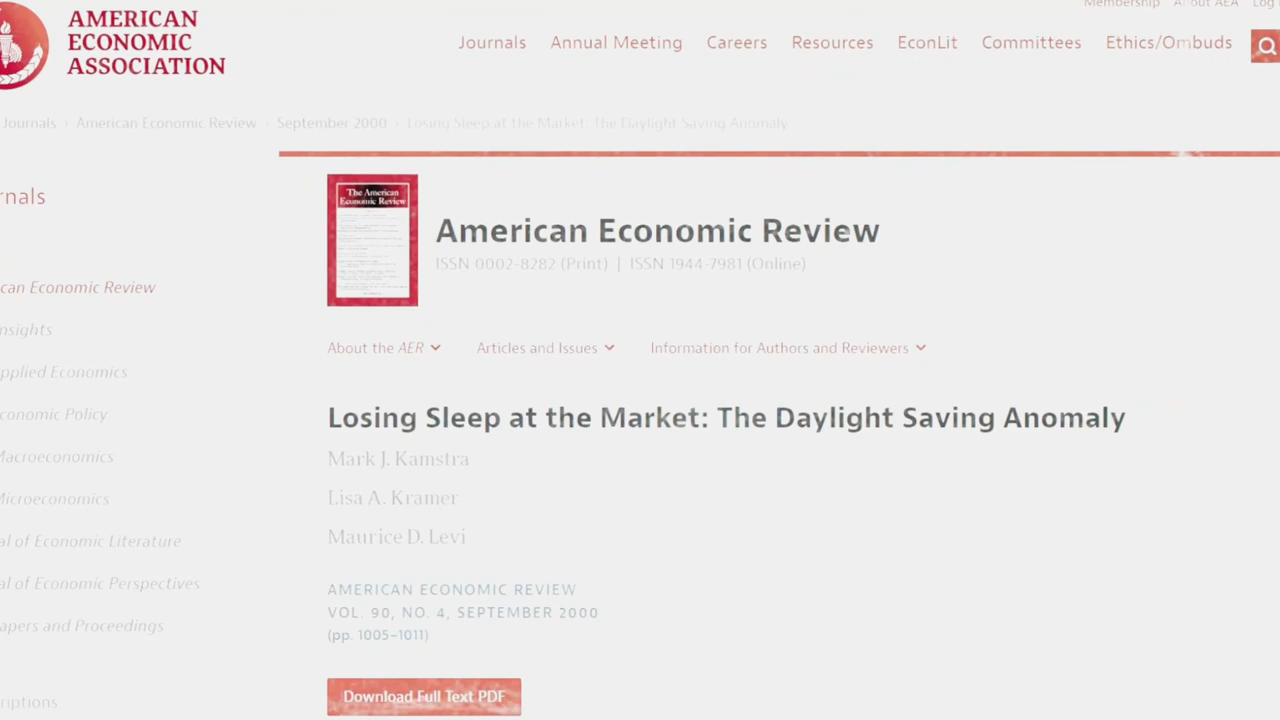 Membership About AEA Log
AMERICAN
ECONOMIC
ASSOCIATION
Journals Annual Meeting Careers Resources EconLit Committees Ethics/Ombuds
Journals › American Economic Review › September 2000 › Losing Sleep at the Market: The Daylight Saving Anomaly
rnals
The American
Economic Review
American Economic Review
ISSN 0002-8282 (Print) | ISSN 1944-7981 (Online)
can Economic Review
nsights
pplied Economics
conomic Policy
Macroeconomics
Microeconomics
al of Economic Literature
al of Economic Perspectives
apers and Proceedings
riptions
About the AER
Articles and Issues
Information for Authors and Reviewers
Losing Sleep at the Market: The Daylight Saving Anomaly
Mark J. Kamstra
Lisa A. Kramer
Maurice D. Levi
AMERICAN ECONOMIC REVIEW
VOL. 90, NO. 4, SEPTEMBER 2000
(pp. 1005–1011)
Download Full Text PDF